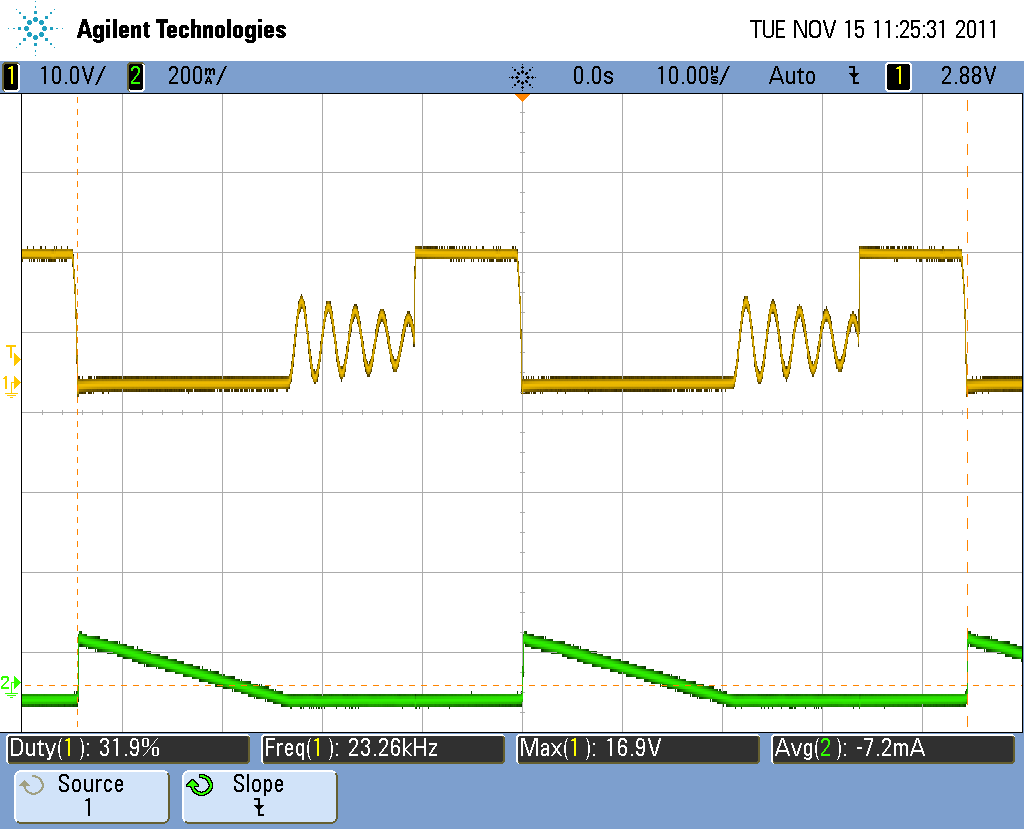 Agilent Technologies TUE NOV 15 11:25:31 2011
1 10.0V/ 2 200mA/ 0.0s 10.00µs/ Auto 1 2.88V
T
1
2
Duty(1): 31.9% Freq(1): 23.26kHz Max(1): 16.9V Avg(2): -7.2mA
Source Slope
1